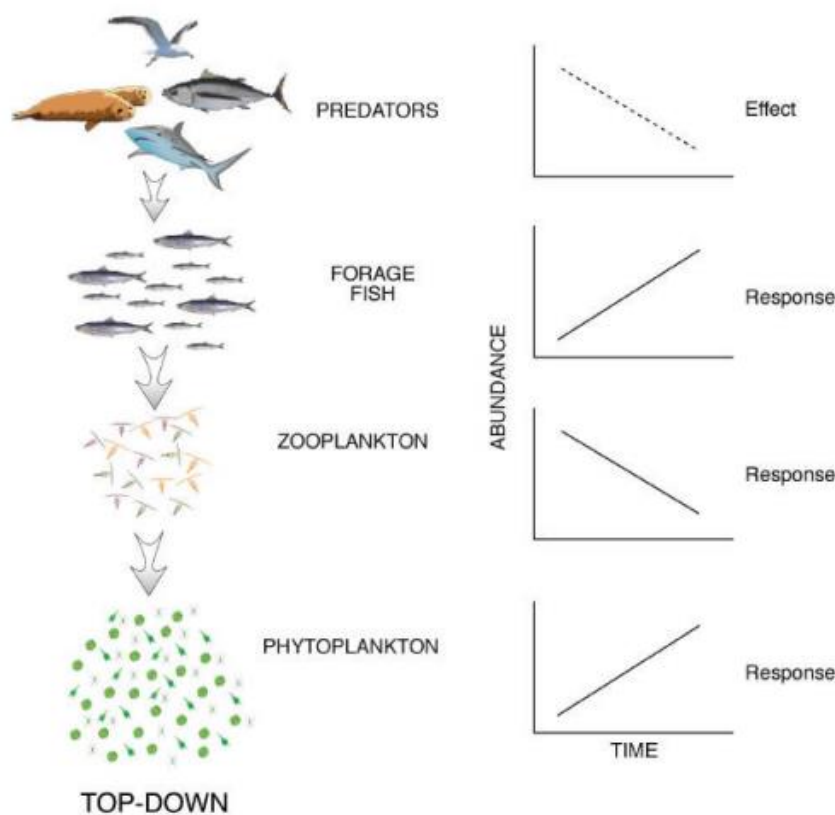 PREDATORS
Effect
FORAGE
FISH
Response
ABUNDANCE
ZOOPLANKTON
Response
PHYTOPLANKTON
Response
TIME
TOP-DOWN